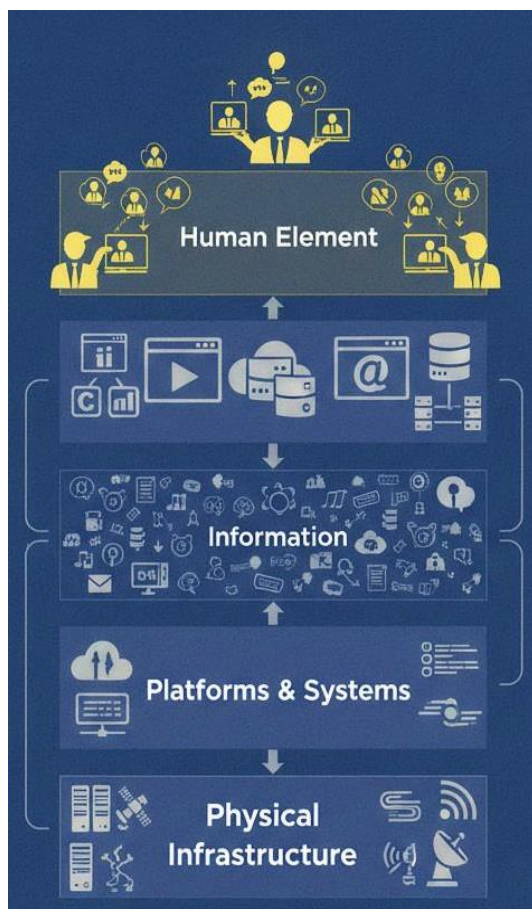 Human Element
@
C
Information
Platforms & Systems
Physical
Infrastructure